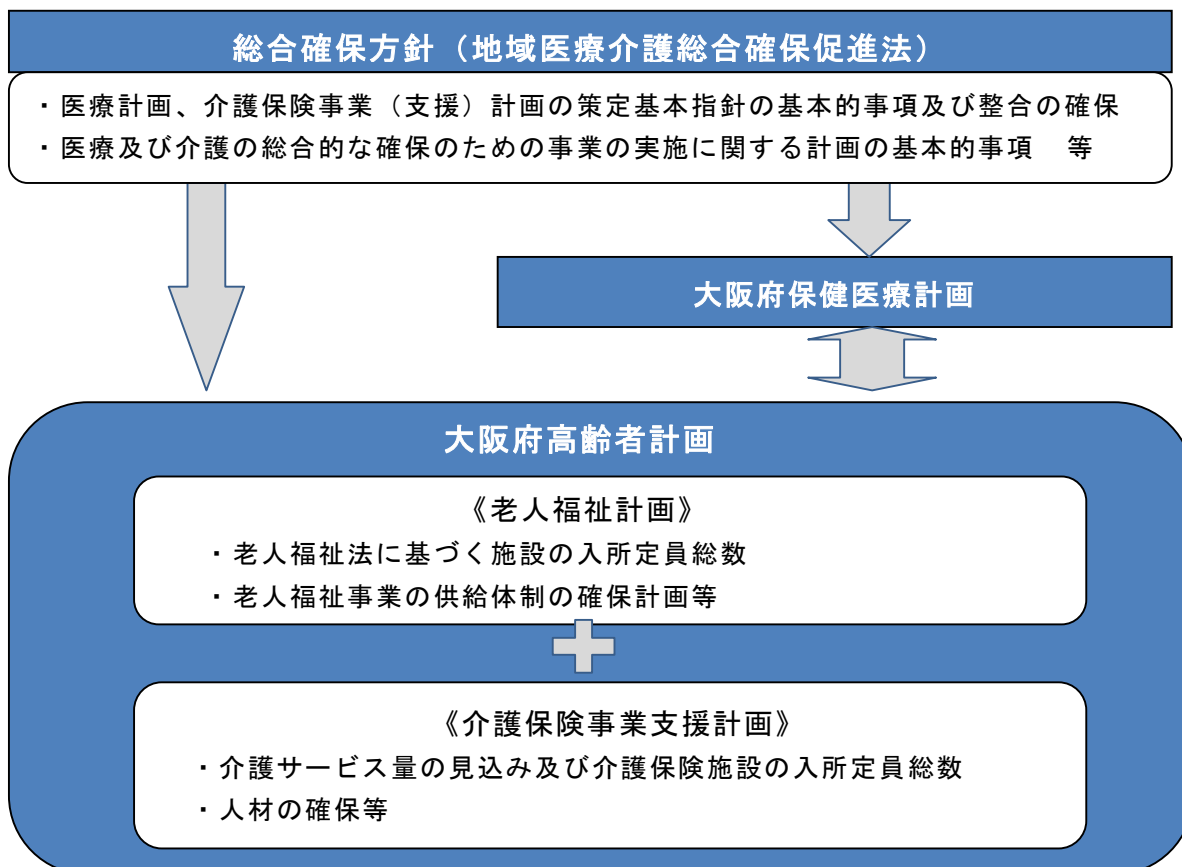 総合確保方針（地域医療介護総合確保促進法）
・医療計画、介護保険事業（支援）計画の策定基本指針の基本的事項及び整合の確保
・医療及び介護の総合的な確保のための事業の実施に関する計画の基本的事項　等
大阪府保健医療計画
大阪府高齢者計画
《老人福祉計画》
・老人福祉法に基づく施設の入所定員総数
・老人福祉事業の供給体制の確保計画等
《介護保険事業支援計画》
・介護サービス量の見込み及び介護保険施設の入所定員総数
・人材の確保等